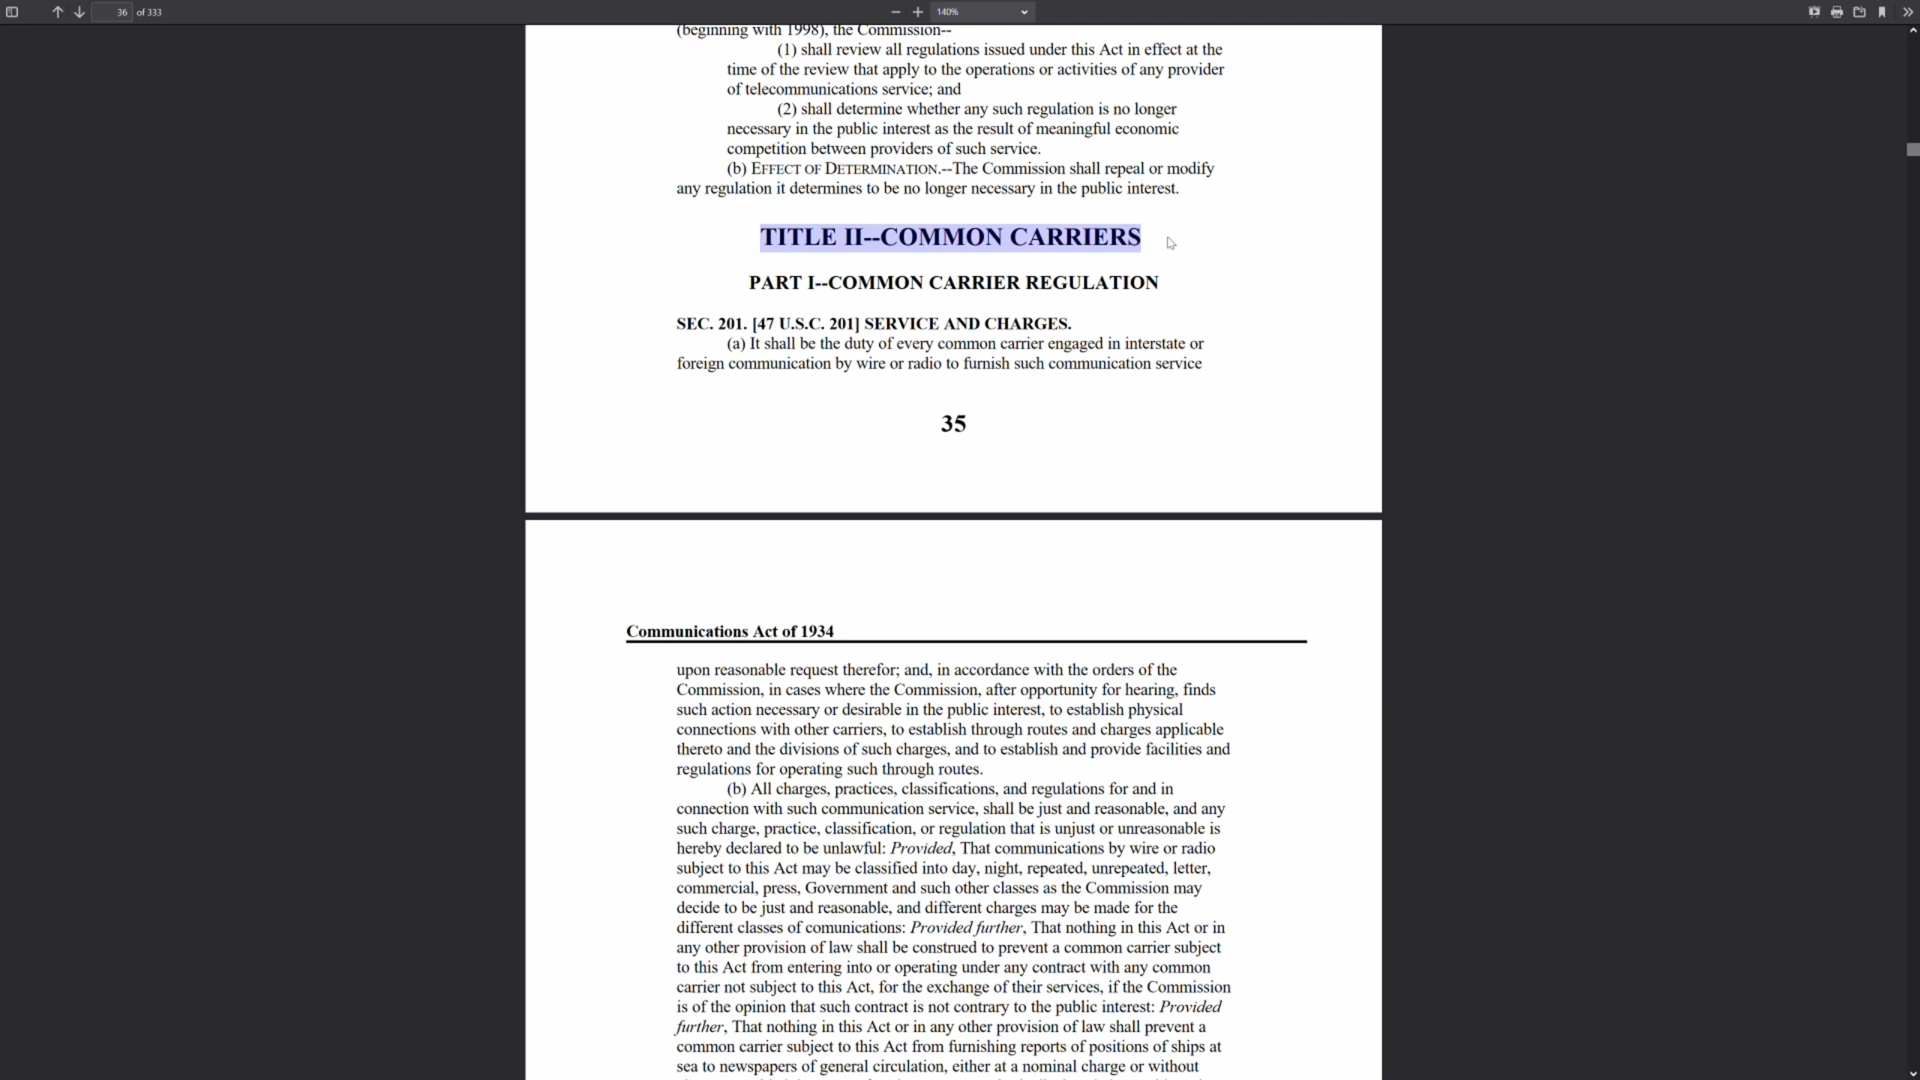 36 of 333
140%
(beginning with 1998), the Commission--
(1) shall review all regulations issued under this Act in effect at the
time of the review that apply to the operations or activities of any provider
of telecommunications service; and
(2) shall determine whether any such regulation is no longer
necessary in the public interest as the result of meaningful economic
competition between providers of such service.
(b) EFFECT OF DETERMINATION.--The Commission shall repeal or modify
any regulation it determines to be no longer necessary in the public interest.
TITLE II--COMMON CARRIERS
PART I--COMMON CARRIER REGULATION
SEC. 201. [47 U.S.C. 201] SERVICE AND CHARGES.
(a) It shall be the duty of every common carrier engaged in interstate or
foreign communication by wire or radio to furnish such communication service
35
Communications Act of 1934
upon reasonable request therefor; and, in accordance with the orders of the
Commission, in cases where the Commission, after opportunity for hearing, finds
such action necessary or desirable in the public interest, to establish physical
connections with other carriers, to establish through routes and charges applicable
thereto and the divisions of such charges, and to establish and provide facilities and
regulations for operating such through routes.
(b) All charges, practices, classifications, and regulations for and in
connection with such communication service, shall be just and reasonable, and any
such charge, practice, classification, or regulation that is unjust or unreasonable is
hereby declared to be unlawful: Provided, That communications by wire or radio
subject to this Act may be classified into day, night, repeated, unrepeated, letter,
commercial, press, Government and such other classes as the Commission may
decide to be just and reasonable, and different charges may be made for the
different classes of comunications: Provided further, That nothing in this Act or in
any other provision of law shall be construed to prevent a common carrier subject
to this Act from entering into or operating under any contract with any common
carrier not subject to this Act, for the exchange of their services, if the Commission
is of the opinion that such contract is not contrary to the public interest: Provided
further, That nothing in this Act or in any other provision of law shall prevent a
common carrier subject to this Act from furnishing reports of positions of ships at
sea to newspapers of general circulation, either at a nominal charge or without